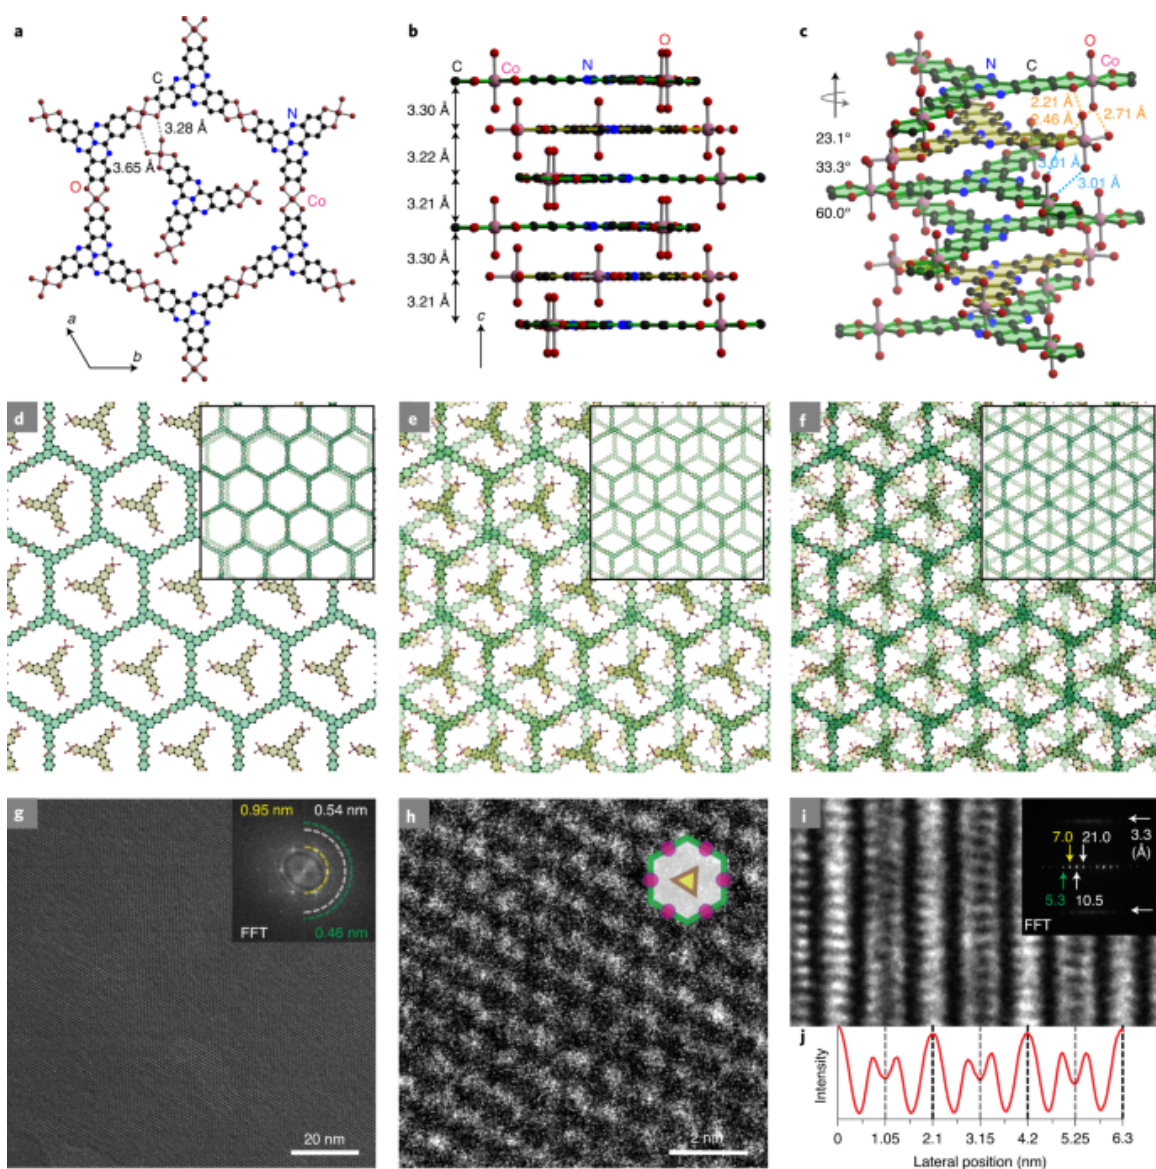 a
C
N
3.28 Å
3.65 Å
O
Co
a
b
b
C
Co
N
O
3.30 Å
3.22 Å
3.21 Å
3.30 Å
3.21 Å
c
c
O
N
C
Co
2.21 Å
2.46 Å
2.71 Å
23.1°
33.3°
60.0°
3.01 Å
3.01 Å
d
e
f
g
0.95 nm
0.54 nm
FFT
0.46 nm
20 nm
h
2 nm
i
7.0
21.0
3.3
(Å)
5.3
10.5
FFT
j
Intensity
0 1.05 2.1 3.15 4.2 5.25 6.3
Lateral position (nm)